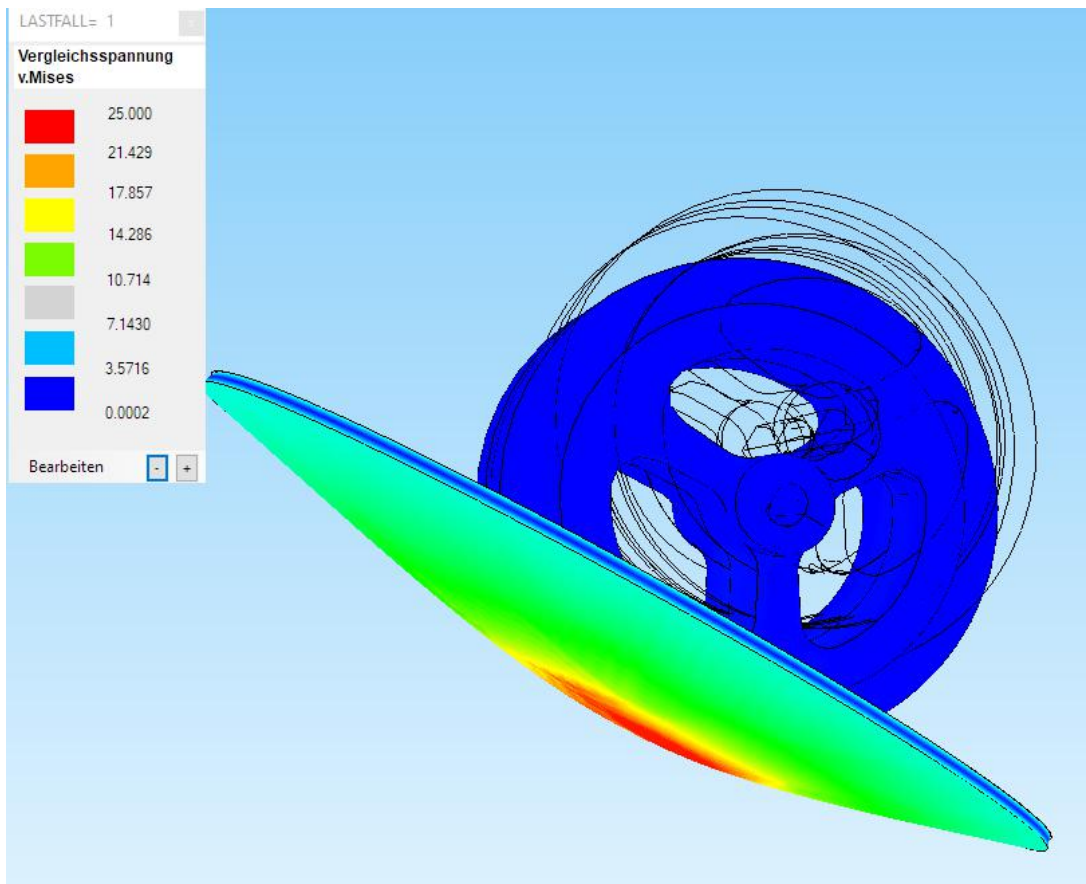 LASTFALL= 1
Vergleichsspannung
v.Mises
25.000
21.429
17.857
14.286
10.714
7.1430
3.5716
0.0002
Bearbeiten - +